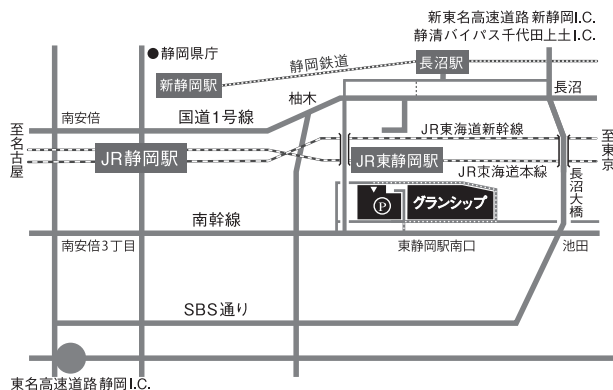 新東名高速道路 新静岡I.C.
静清バイパス千代田上土I.C.
●静岡県庁
静岡鉄道
長沼駅
新静岡駅
柚木
長沼
南安倍
国道1号線
至名古屋
JR静岡駅
JR東海道新幹線
至東京
JR東静岡駅
JR東海道本線
長沼大橋
P
グランシップ
南幹線
南安倍3丁目
東静岡駅南口
池田
SBS通り
東名高速道路 静岡I.C.